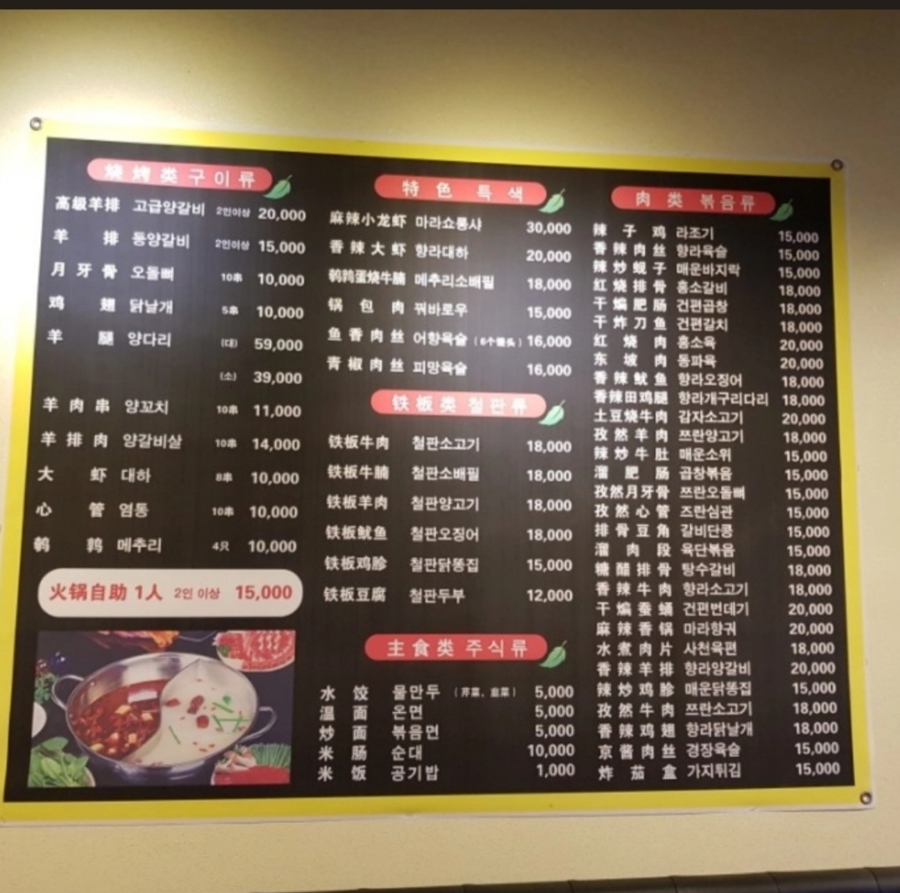 烧烤类 구이류
高级羊排 고급양갈비 2인이상 20,000
羊排 등양갈비 2인이상 15,000
月牙骨 오돌뼈 10串 10,000
鸡翅 닭날개 5串 10,000
羊腿 양다리 (대) 59,000
(소) 39,000
羊肉串 양꼬치 10串 11,000
羊排肉 양갈비살 10串 14,000
大虾 대하 8串 10,000
心管 염통 10串 10,000
鹌鹑 메추리 4只 10,000
火锅自助 1人 2인 이상 15,000
特色 특색
麻辣小龙虾 마라쇼룽샤 30,000
香辣大虾 향라대하 20,000
鹌鹑蛋烧牛腩 메추리소배필 18,000
锅包肉 꿔바로우 15,000
鱼香肉丝 어향육슬 (6个馒头) 16,000
青椒肉丝 피망육슬 16,000
铁板类 철판류
铁板牛肉 철판소고기 18,000
铁板牛腩 철판소배필 18,000
铁板羊肉 철판양고기 18,000
铁板鱿鱼 철판오징어 18,000
铁板鸡胗 철판닭똥집 15,000
铁板豆腐 철판두부 12,000
主食类 주식류
水饺 물만두 (芹菜, 韭菜) 5,000
温面 온면 5,000
炒面 볶음면 5,000
米肠 순대 10,000
米饭 공기밥 1,000
肉类 볶음류
辣子鸡 라조기 15,000
香辣肉丝 향라육슬 15,000
辣炒蚬子 매운바지락 15,000
红烧排骨 홍소갈비 18,000
干煸肥肠 건편곱창 18,000
干炸刀鱼 건편갈치 18,000
红烧肉 홍소육 20,000
东坡肉 동파육 20,000
香辣鱿鱼 향라오징어 18,000
香辣田鸡腿 향라개구리다리 18,000
土豆烧牛肉 감자소고기 20,000
孜然羊肉 쯔란양고기 18,000
辣炒牛肚 매운소위 15,000
溜肥肠 곱창볶음 15,000
孜然月牙骨 쯔란오돌뼈 15,000
孜然心管 즈란심관 15,000
排骨豆角 갈비단콩 15,000
溜肉段 육단볶음 15,000
糖醋排骨 탕수갈비 18,000
香辣牛肉 향라소고기 18,000
干煸蚕蛹 건편번데기 20,000
麻辣香锅 마라향궈 20,000
水煮肉片 사천육편 18,000
香辣羊排 향라양갈비 20,000
辣炒鸡胗 매운닭똥집 15,000
孜然牛肉 쯔란소고기 18,000
香辣鸡翅 향라닭날개 18,000
京酱肉丝 경장육슬 15,000
炸茄盒 가지튀김 15,000